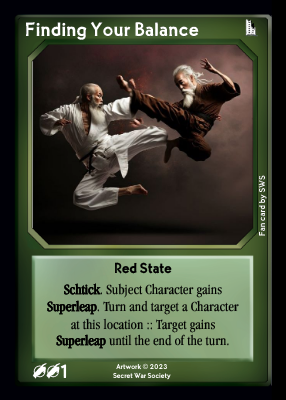 Finding Your Balance
Fan card by SWS
Red State
Schtick. Subject Character gains
Superleap. Turn and target a Character
at this location :: Target gains
Superleap until the end of the turn.
001
Artwork © 2023
Secret War Society